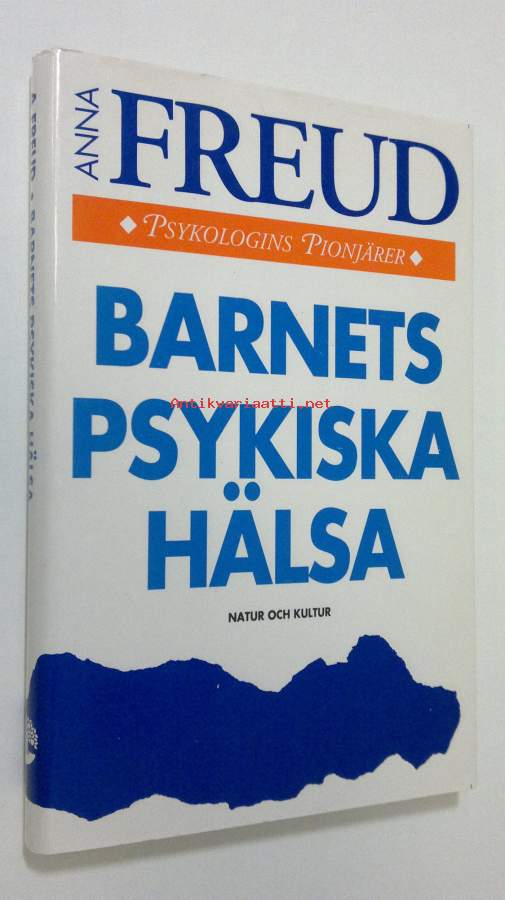 ANNA
FREUD
PSYKOLOGINS PIONJÄRER
BARNETS
PSYKISKA
HÄLSA
NATUR OCH KULTUR
A FREUD • BARNETS PSYKISKA HÄLSA
Antikvariaatti.net